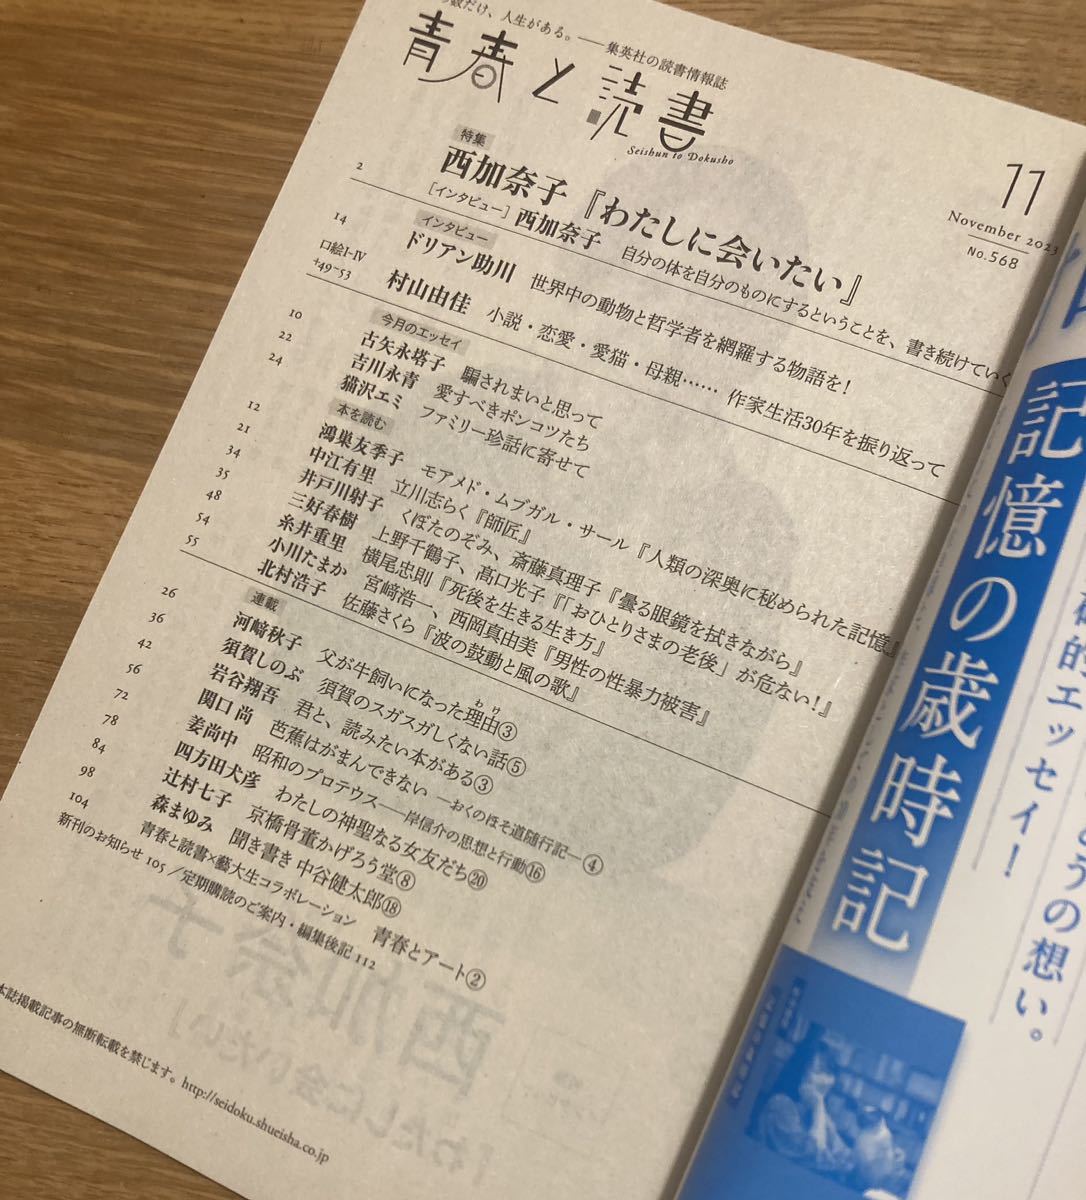 数だけ、人生がある。――集英社の読書情報誌
青春と読書
Seishun to Dokusho
11
November 2023
No.568
特集
西加奈子『わたしに会いたい』
2 [インタビュー] 西加奈子 自分の体を自分のものにするということを、書き続けていく
インタビュー
14 ドリアン助川 世界中の動物と哲学者を網羅する物語を!
口絵I-IV +49-53 村山由佳 小説・恋愛・愛猫・母親…… 作家生活30年を振り返って
今月のエッセイ
10 古矢永塔子 騙されまいと思って
22 吉川永青 愛すべきポンコツたち
24 猫沢エミ ファミリー珍話に寄せて
本を読む
12 鴻巣友季子 モアメド・ムブガル・サール『人類の深奥に秘められた記憶』
21 中江有里 立川志らく『師匠』
34 井戸川射子 くぼたのぞみ、斎藤真理子『曇る眼鏡を拭きながら』
35 三好春樹 上野千鶴子、髙口光子『「おひとりさまの老後」が危ない!』
48 糸井重里 横尾忠則『死後を生きる生き方』
54 小川たまか 宮﨑浩一、西岡真由美『男性の性暴力被害』
55 北村浩子 佐藤さくら『波の鼓動と風の歌』
連載
26 河﨑秋子 父が牛飼いになった理由③
わけ
36 須賀しのぶ 須賀のスガスガしくない話⑤
42 岩谷翔吾 君と、読みたい本がある③
56 関口尚 芭蕉はがまんできない ―おくのほそ道随行記―④
72 姜尚中 昭和のプロテウス――岸信介の思想と行動⑯
78 四方田犬彦 わたしの神聖なる女友だち⑳
84 辻村七子 京橋骨董かげろう堂⑧
98 森まゆみ 聞き書き 中谷健太郎⑱
104 青春と読書×藝大生コラボレーション 青春とアート②
新刊のお知らせ 105/定期購読のご案内・編集後記 112
本誌掲載記事の無断転載を禁じます。http://seidoku.shueisha.co.jp
記憶の歳時記
的エッセイ!
うの想い。